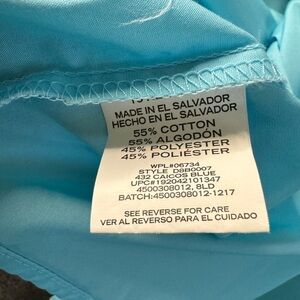 MADE IN EL SALVADOR
HECHO EN EL SALVADOR
55% COTTON
55% ALGODÓN
45% POLYESTER
45% POLIÉSTER
WPL#06734
STYLE D8B0007
432 CAICOS BLUE
UPC#192042101347
4500308012, 8LD
BATCH:4500308012-1217
SEE REVERSE FOR CARE
VER AL REVERSO PARA EL CUIDADO